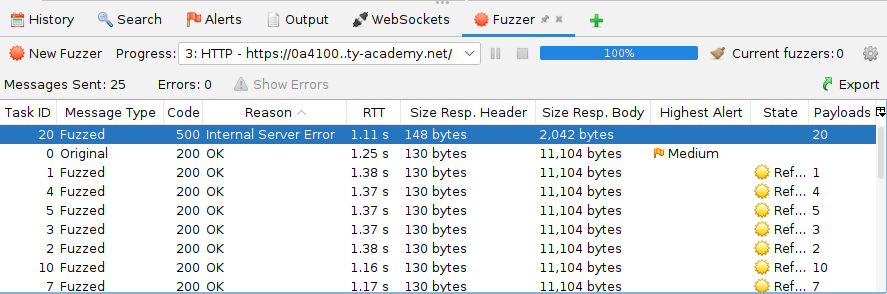 History Search Alerts Output WebSockets Fuzzer
New Fuzzer Progress: 3: HTTP - https://0a4100..ty-academy.net/ 100% Current fuzzers:0
Messages Sent: 25 Errors: 0 Show Errors Export
Task ID Message Type Code Reason RTT Size Resp. Header Size Resp. Body Highest Alert State Payloads
20 Fuzzed 500 Internal Server Error 1.11 s 148 bytes 2,042 bytes 20
0 Original 200 OK 1.25 s 130 bytes 11,104 bytes Medium
1 Fuzzed 200 OK 1.38 s 130 bytes 11,104 bytes Ref... 1
4 Fuzzed 200 OK 1.37 s 130 bytes 11,104 bytes Ref... 4
5 Fuzzed 200 OK 1.37 s 130 bytes 11,104 bytes Ref... 5
3 Fuzzed 200 OK 1.37 s 130 bytes 11,104 bytes Ref... 3
2 Fuzzed 200 OK 1.38 s 130 bytes 11,104 bytes Ref... 2
10 Fuzzed 200 OK 1.16 s 130 bytes 11,104 bytes Ref... 10
7 Fuzzed 200 OK 1.17 s 130 bytes 11,104 bytes Ref... 7